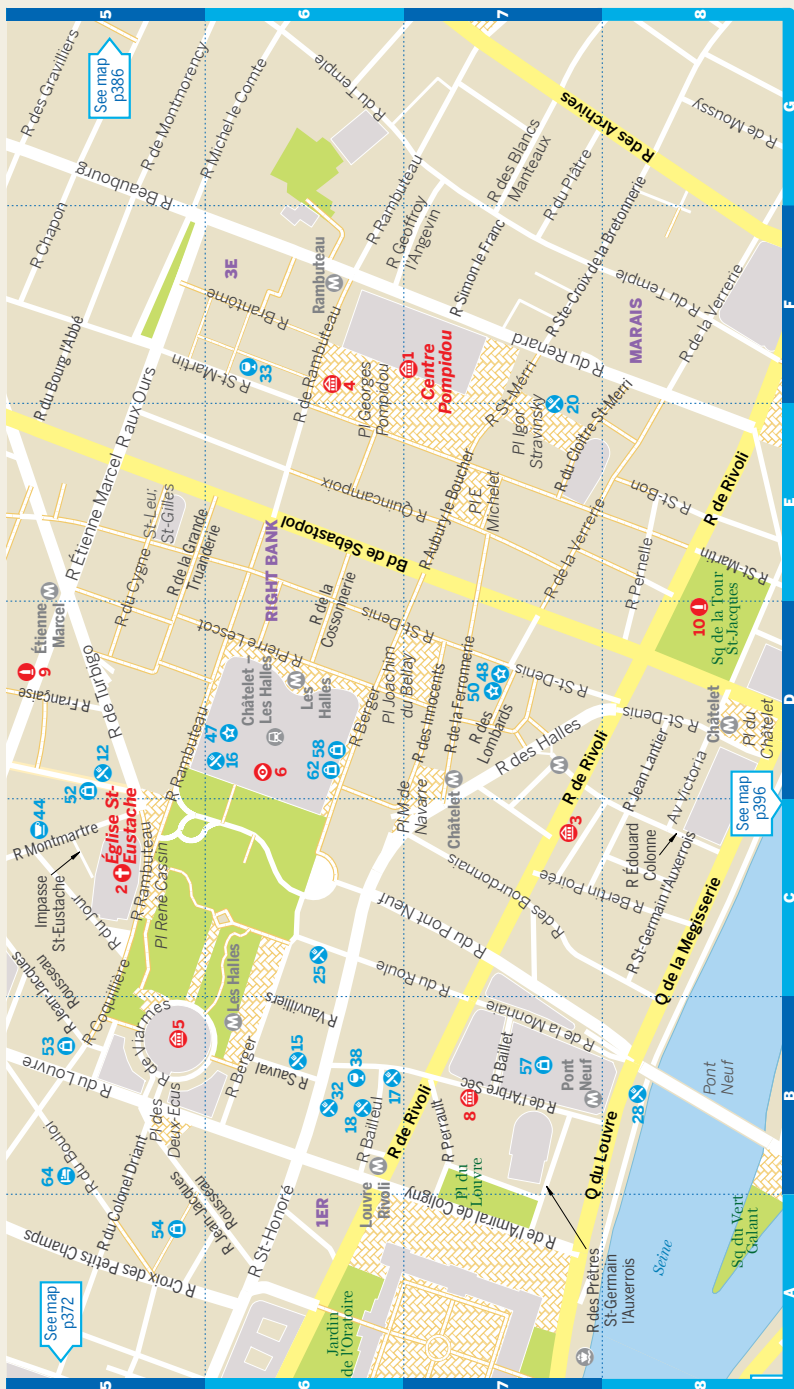 5
6
7
8
See map
p386
R des Gravilliers
R de Montmorency
R Michel le Comte
R Beaubourg
R Chapon
R du Bourg l'Abbé
R du Temple
R des Archives
R de Moussy
R des Blancs
Manteaux
R du Plâtre
R Rambuteau
R Geoffroy
l'Angevin
R Simon le Franc
R Ste-Croix de la Bretonnerie
R du Temple
R de la Verrerie
MARAIS
3E
Rambuteau
R Brantôme
R St-Martin
33
R de Rambuteau
4
Pl Georges
Pompidou
1
Centre
Pompidou
R du Renard
R St-Merri
Pl Igor
Stravinsky
20
R du Cloître St-Merri
R aux Ours
R Étienne Marcel
St-Leu;
St-Gilles
R du Cygne
R de la Grande
Truanderie
RIGHT BANK
Bd de Sébastopol
R Quincampoix
R Aubury le Boucher
Pl E
Michelet
R de la Verrerie
R Pernelle
R St-Bon
R de Rivoli
R St-Martin
Étienne
Marcel
9
R Française
R de Turbigo
R Pierre Lescot
R de la
Cossonnerie
R St-Denis
Châtelet –
Les Halles
Les
Halles
47
16
6
62
58
R Berger
Pl Joachim
du Bellay
R des Innocents
R de la Ferronnerie
R des
Lombards
50
48
R St-Denis
10
Sq de la Tour
St-Jacques
R St-Denis
Châtelet
Pl du
Châtelet
12
52
44
R Montmartre
2
Église St-
Eustache
R Rambuteau
R Rambuteau
Pl René Cassin
Impasse
St-Eustache
R du Jour
Pl M de
Navarre
Châtelet
R des Halles
R de Rivoli
3
R Jean Lantier
Av Victoria
R Édouard
Colonne
See map
p396
R des Bourdonnais
R Bertin Poirée
R St-Germain l'Auxerrois
Q de la Megisserie
R du Pont Neuf
R du Roule
25
Les Halles
R Jean-Jacques
Rousseau
R Coquillière
53
R du Louvre
R de Viarmes
5
Pl des
Deux-Ecus
R Berger
R Vauvilliers
R Sauval
15
32
38
18
17
R Bailleul
R de Rivoli
R de la Monnaie
R Baillet
57
Pont
Neuf
R de l'Arbre Sec
8
R Perrault
28
Pont
Neuf
64
R du Bouloi
R du Colonel Driant
54
R Jean-Jacques
Rousseau
R Croix des Petits Champs
R St-Honoré
1ER
Louvre
Rivoli
R de l'Amiral de Coligny
Pl du
Louvre
Q du Louvre
See map
p372
Jardin
de l'Oratoire
R des Prêtres
St-Germain
l'Auxerrois
Seine
Sq du Vert
Galant
A
B
C
D
E
F
G
5
6
7
8